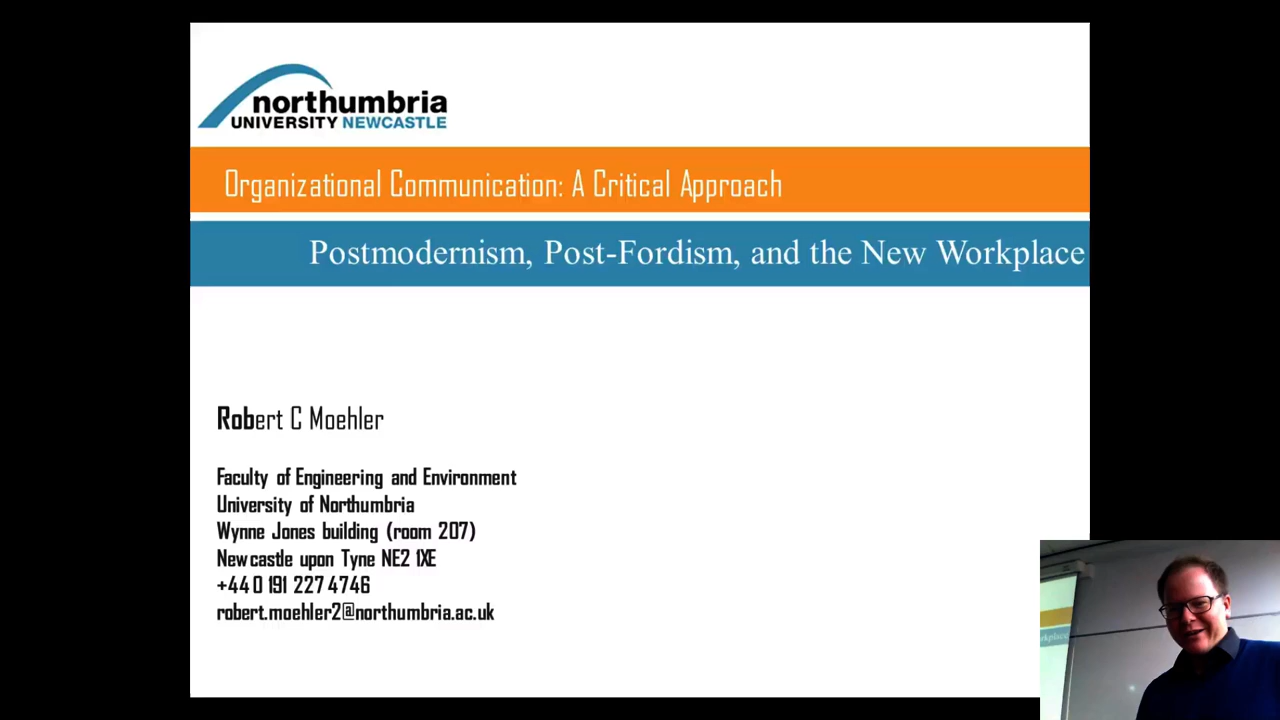 northumbria
UNIVERSITY NEWCASTLE
Organizational Communication: A Critical Approach
Postmodernism, Post-Fordism, and the New Workplace
Robert C Moehler
Faculty of Engineering and Environment
University of Northumbria
Wynne Jones building (room 207)
Newcastle upon Tyne NE2 1XE
+44 0 191 227 4746
robert.moehler2@northumbria.ac.uk
orkplace